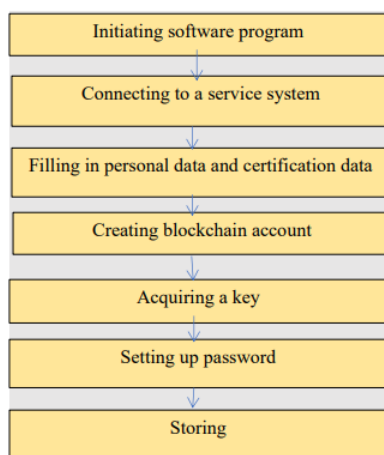 Initiating software program
Connecting to a service system
Filling in personal data and certification data
Creating blockchain account
Acquiring a key
Setting up password
Storing